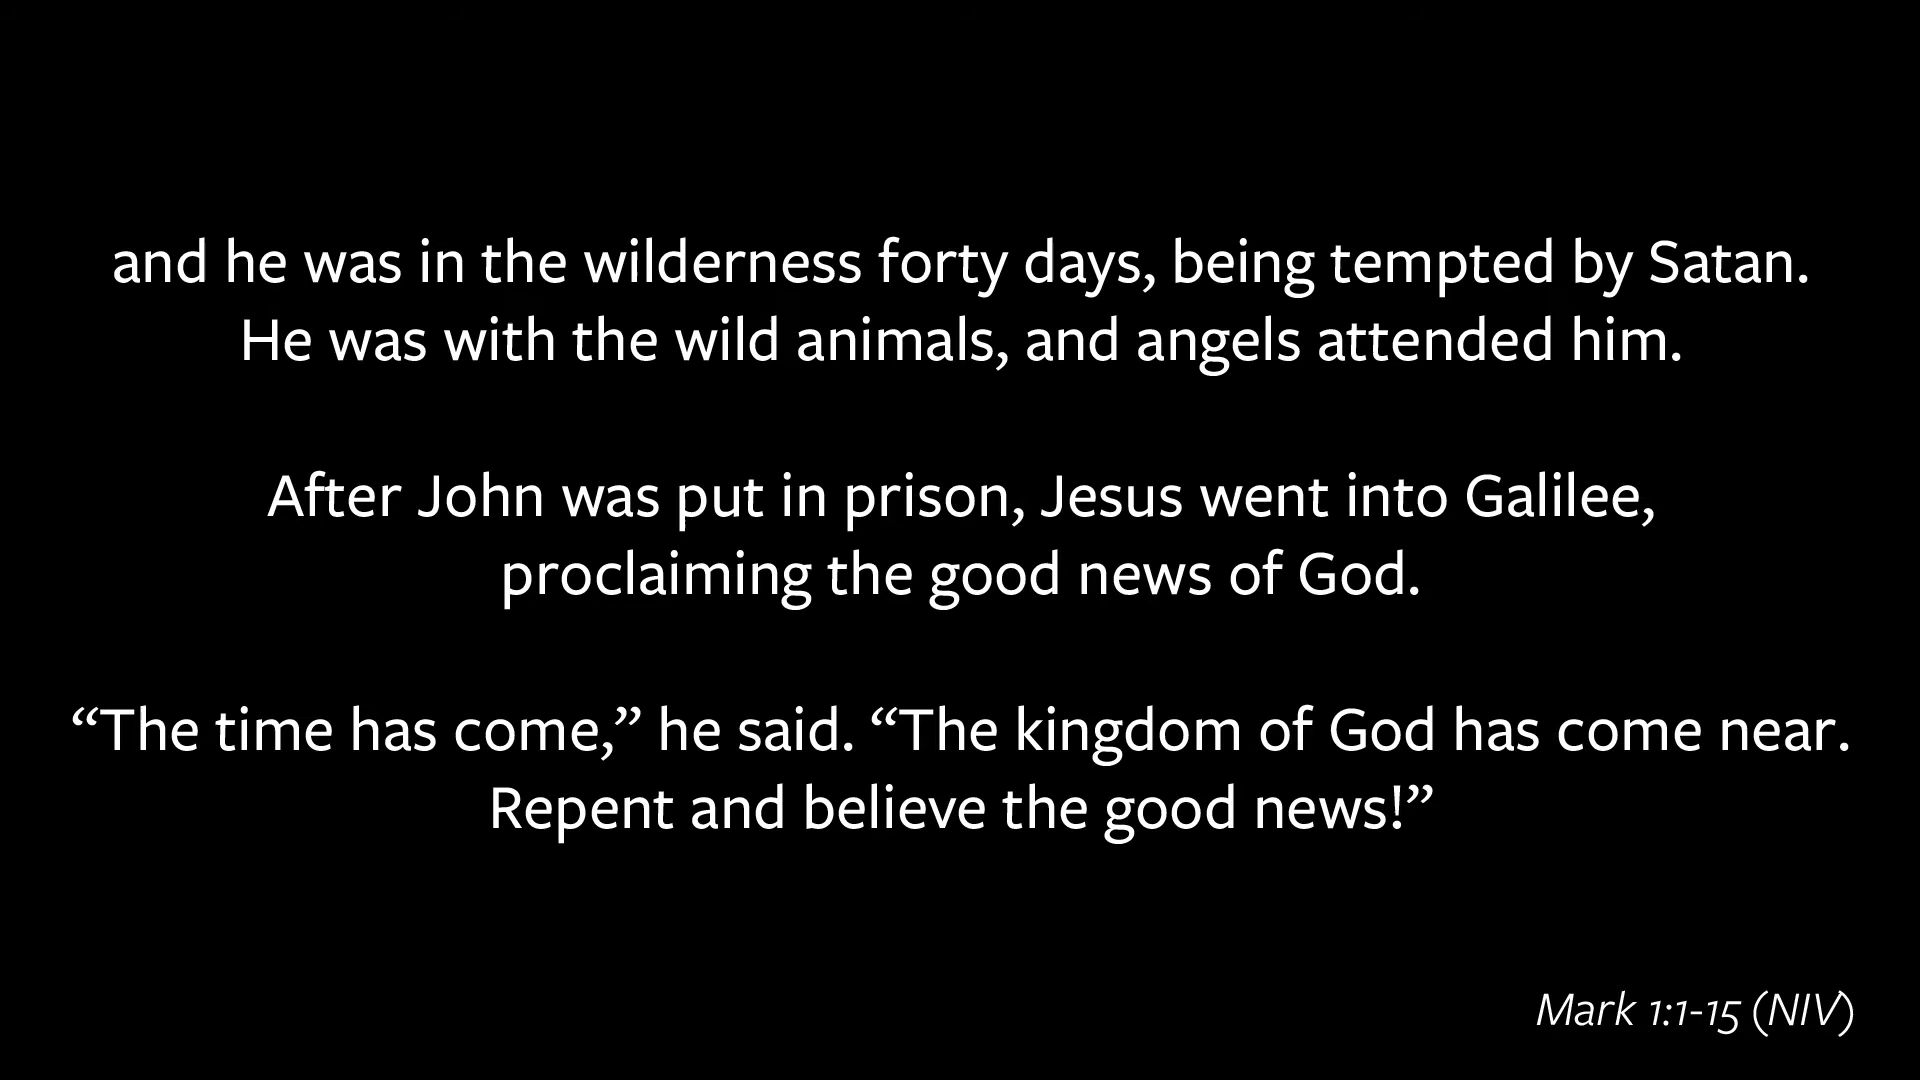 and he was in the wilderness forty days, being tempted by Satan.
He was with the wild animals, and angels attended him.
After John was put in prison, Jesus went into Galilee,
proclaiming the good news of God.
“The time has come,” he said. “The kingdom of God has come near.
Repent and believe the good news!”
Mark 1:1-15 (NIV)